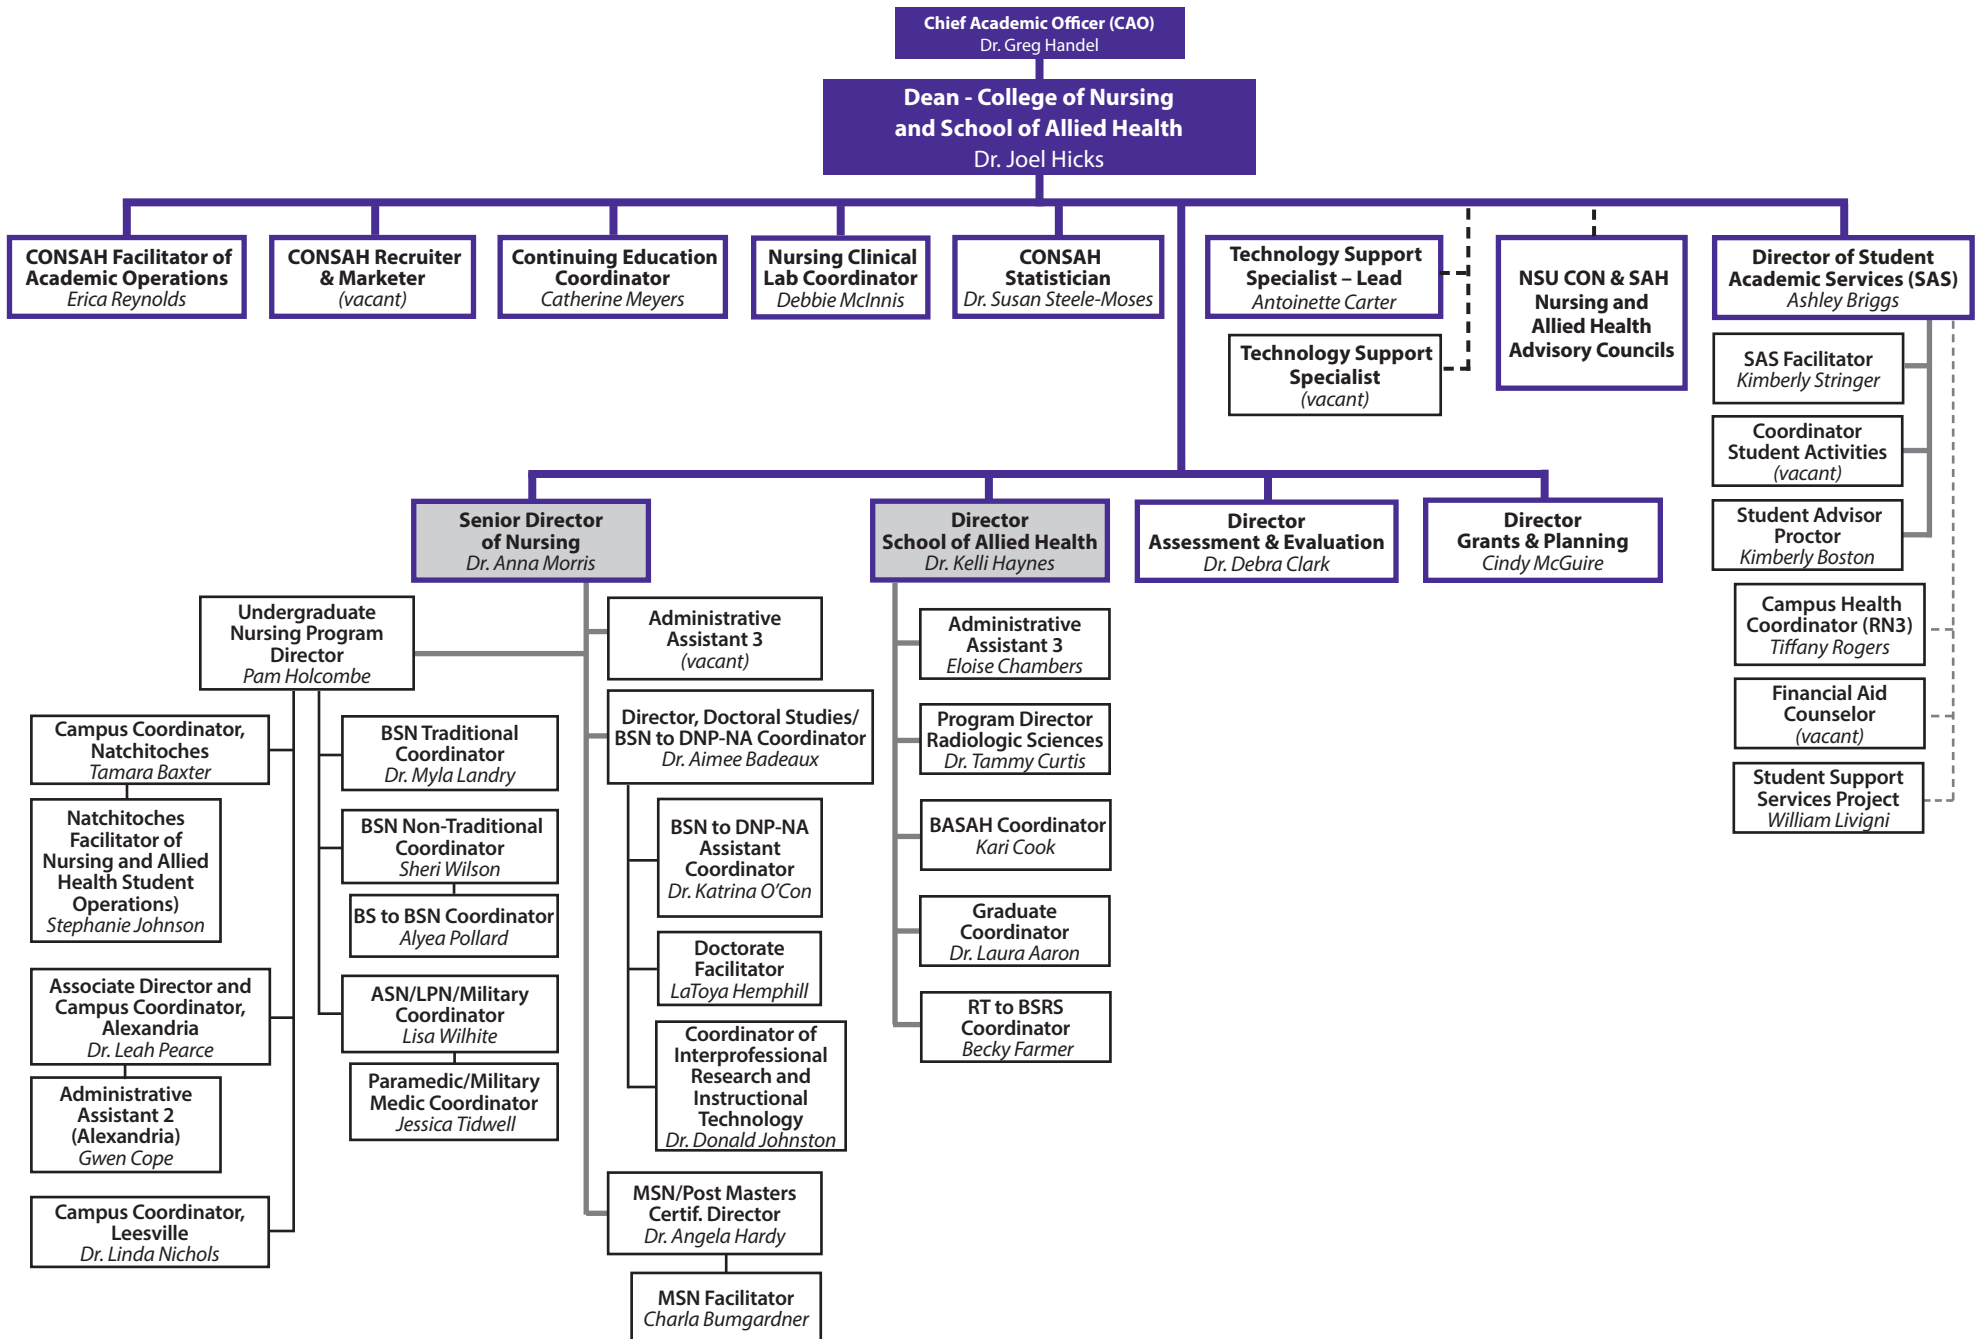 Chief Academic Officer (CAO)
Dr. Greg Handel
Dean - College of Nursing
and School of Allied Health
Dr. Joel Hicks
CONSAH Facilitator of
Academic Operations
Erica Reynolds
CONSAH Recruiter
& Marketer
(vacant)
Continuing Education
Coordinator
Catherine Meyers
Nursing Clinical
Lab Coordinator
Debbie McInnis
CONSAH
Statistician
Dr. Susan Steele-Moses
Technology Support
Specialist – Lead
Antoinette Carter
Technology Support
Specialist
(vacant)
NSU CON & SAH
Nursing and
Allied Health
Advisory Councils
Director of Student
Academic Services (SAS)
Ashley Briggs
SAS Facilitator
Kimberly Stringer
Coordinator
Student Activities
(vacant)
Student Advisor
Proctor
Kimberly Boston
Campus Health
Coordinator (RN3)
Tiffany Rogers
Financial Aid
Counselor
(vacant)
Student Support
Services Project
William Livigni
Senior Director
of Nursing
Dr. Anna Morris
Director
School of Allied Health
Dr. Kelli Haynes
Director
Assessment & Evaluation
Dr. Debra Clark
Director
Grants & Planning
Cindy McGuire
Undergraduate
Nursing Program
Director
Pam Holcombe
Campus Coordinator,
Natchitoches
Tamara Baxter
Natchitoches
Facilitator of
Nursing and Allied
Health Student
Operations)
Stephanie Johnson
Associate Director and
Campus Coordinator,
Alexandria
Dr. Leah Pearce
Administrative
Assistant 2
(Alexandria)
Gwen Cope
Campus Coordinator,
Leesville
Dr. Linda Nichols
BSN Traditional
Coordinator
Dr. Myla Landry
BSN Non-Traditional
Coordinator
Sheri Wilson
BS to BSN Coordinator
Alyea Pollard
ASN/LPN/Military
Coordinator
Lisa Wilhite
Paramedic/Military
Medic Coordinator
Jessica Tidwell
Administrative
Assistant 3
(vacant)
Director, Doctoral Studies/
BSN to DNP-NA Coordinator
Dr. Aimee Badeaux
BSN to DNP-NA
Assistant
Coordinator
Dr. Katrina O'Con
Doctorate
Facilitator
LaToya Hemphill
Coordinator of
Interprofessional
Research and
Instructional
Technology
Dr. Donald Johnston
MSN/Post Masters
Certif. Director
Dr. Angela Hardy
MSN Facilitator
Charla Bumgardner
Administrative
Assistant 3
Eloise Chambers
Program Director
Radiologic Sciences
Dr. Tammy Curtis
BASAH Coordinator
Kari Cook
Graduate
Coordinator
Dr. Laura Aaron
RT to BSRS
Coordinator
Becky Farmer